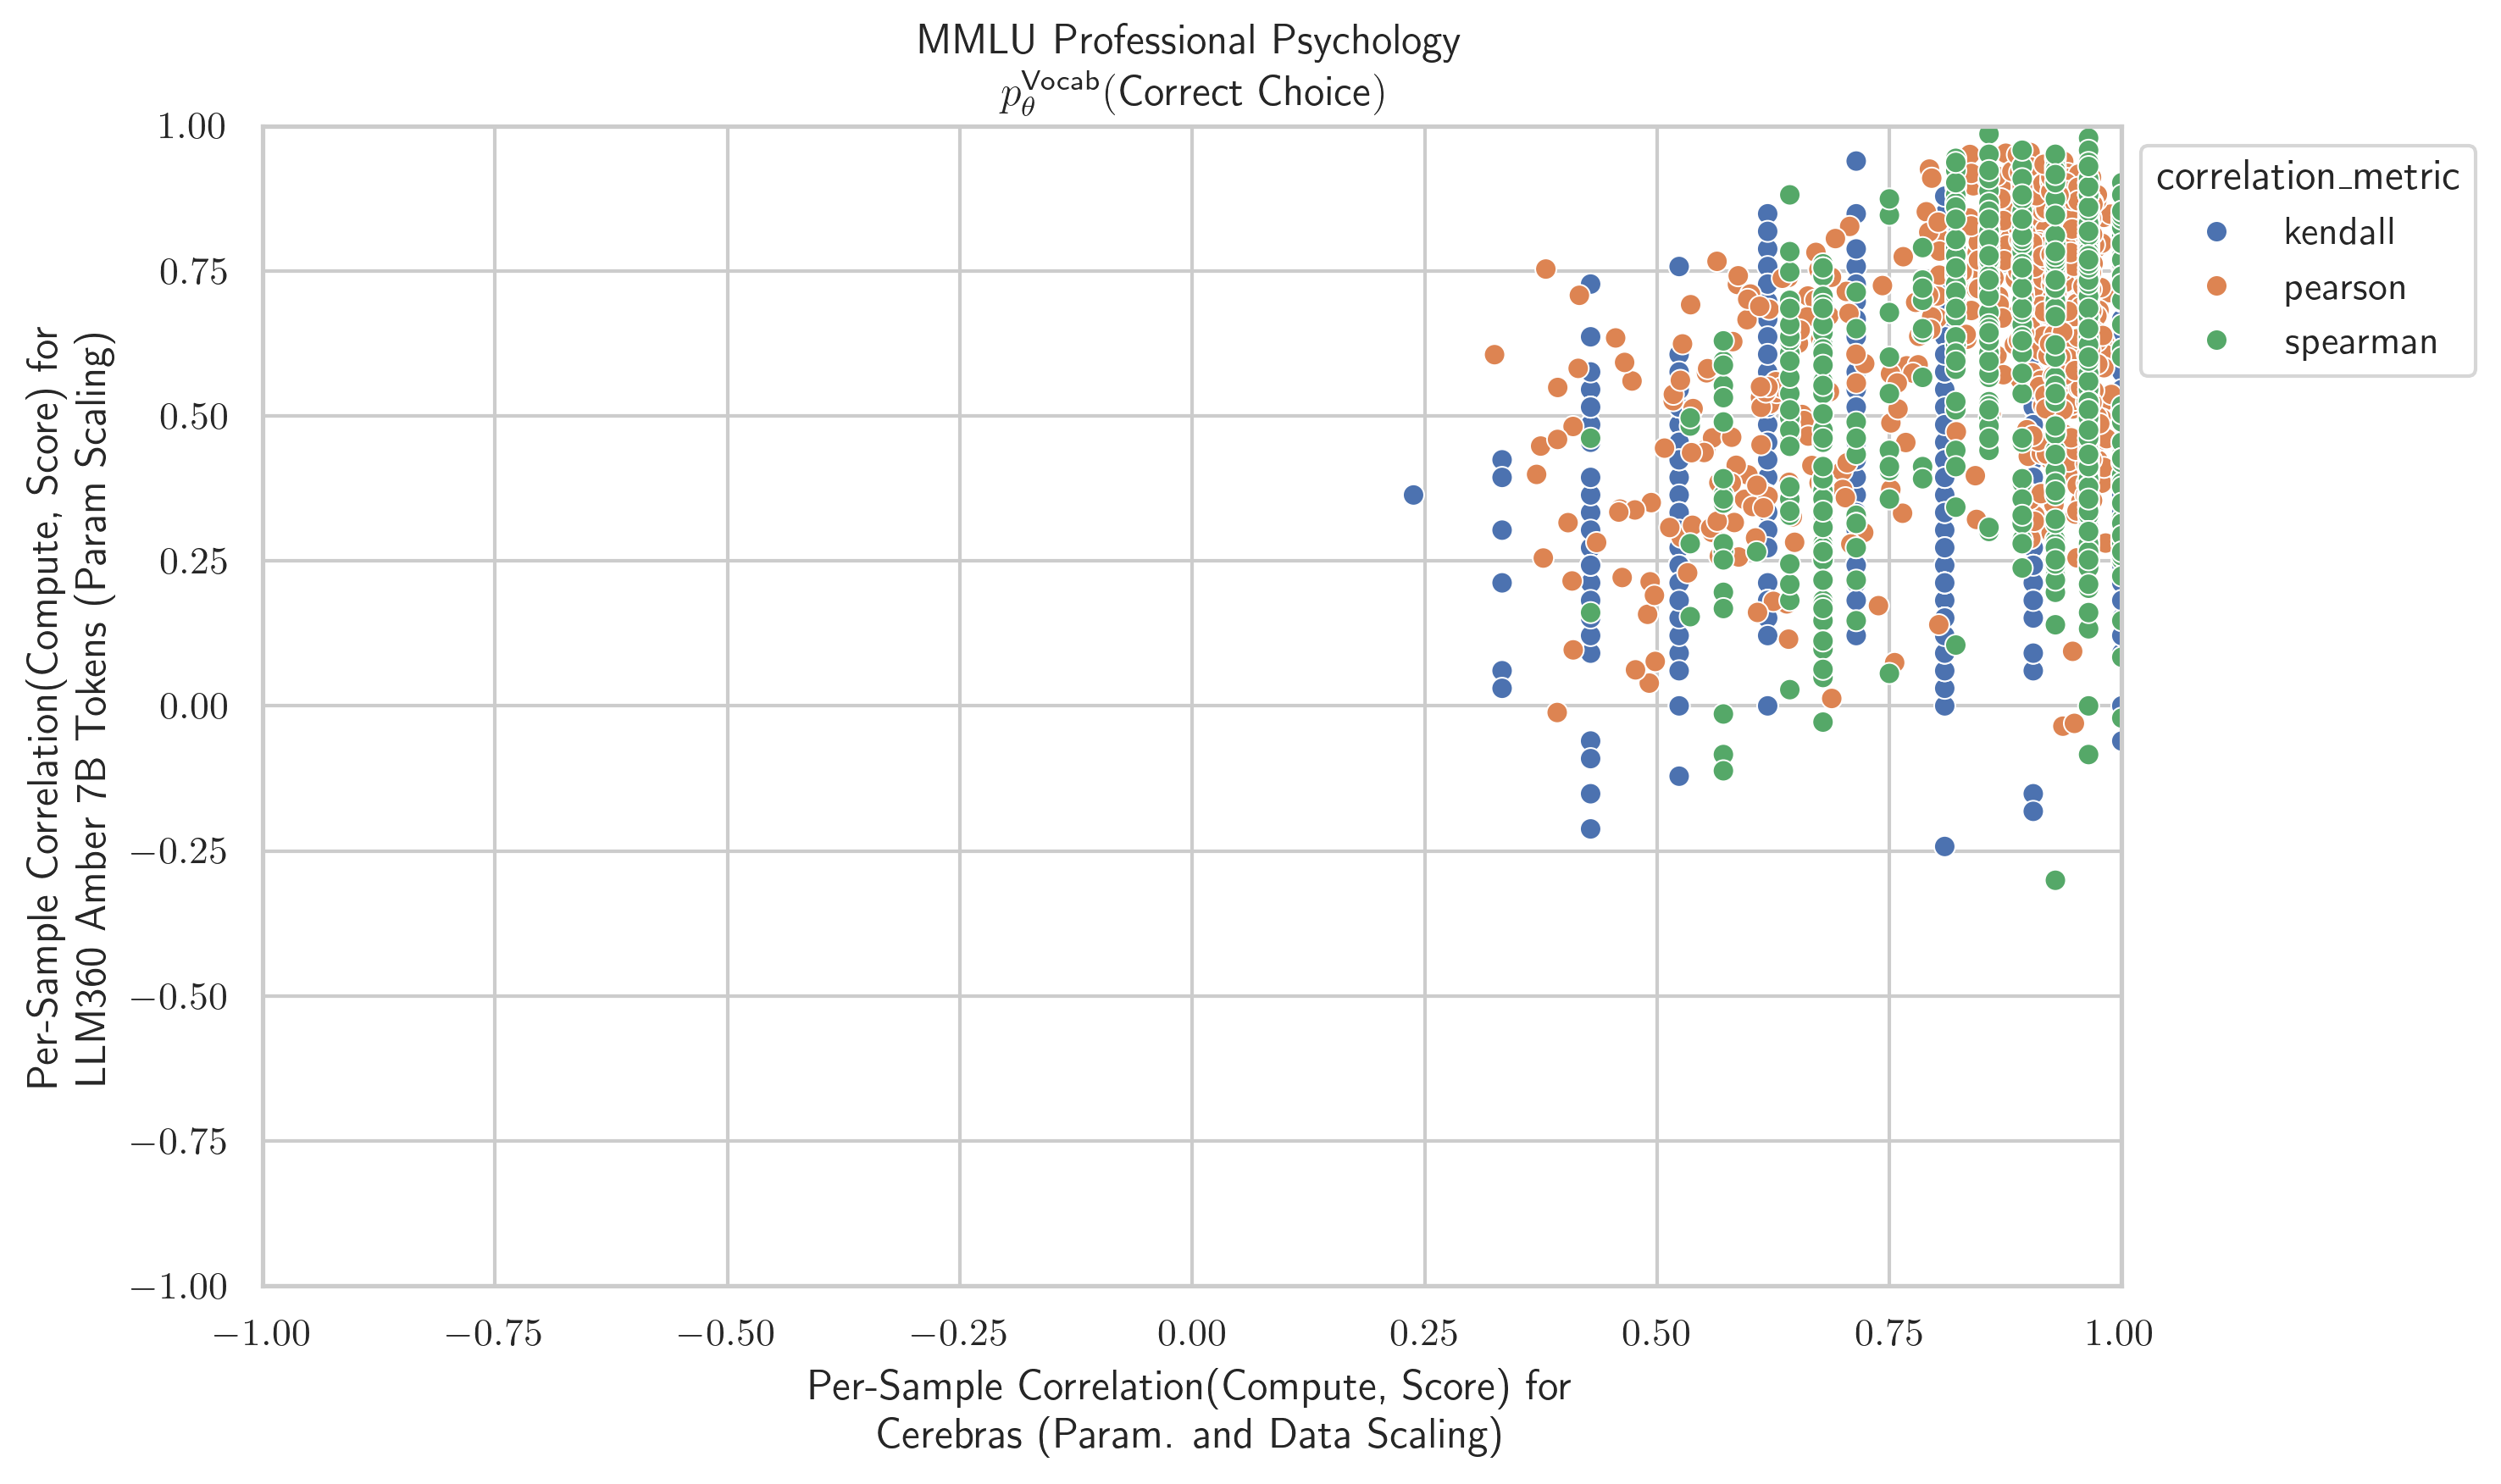 MMLU Professional Psychology
$p_{\theta}^{\text{Vocab}}$(Correct Choice)
1.00
0.75
0.50
0.25
0.00
−0.25
−0.50
−0.75
−1.00
Per-Sample Correlation(Compute, Score) for
LLM360 Amber 7B Tokens (Param Scaling)
correlation_metric
kendall
pearson
spearman
−1.00 −0.75 −0.50 −0.25 0.00 0.25 0.50 0.75 1.00
Per-Sample Correlation(Compute, Score) for
Cerebras (Param. and Data Scaling)